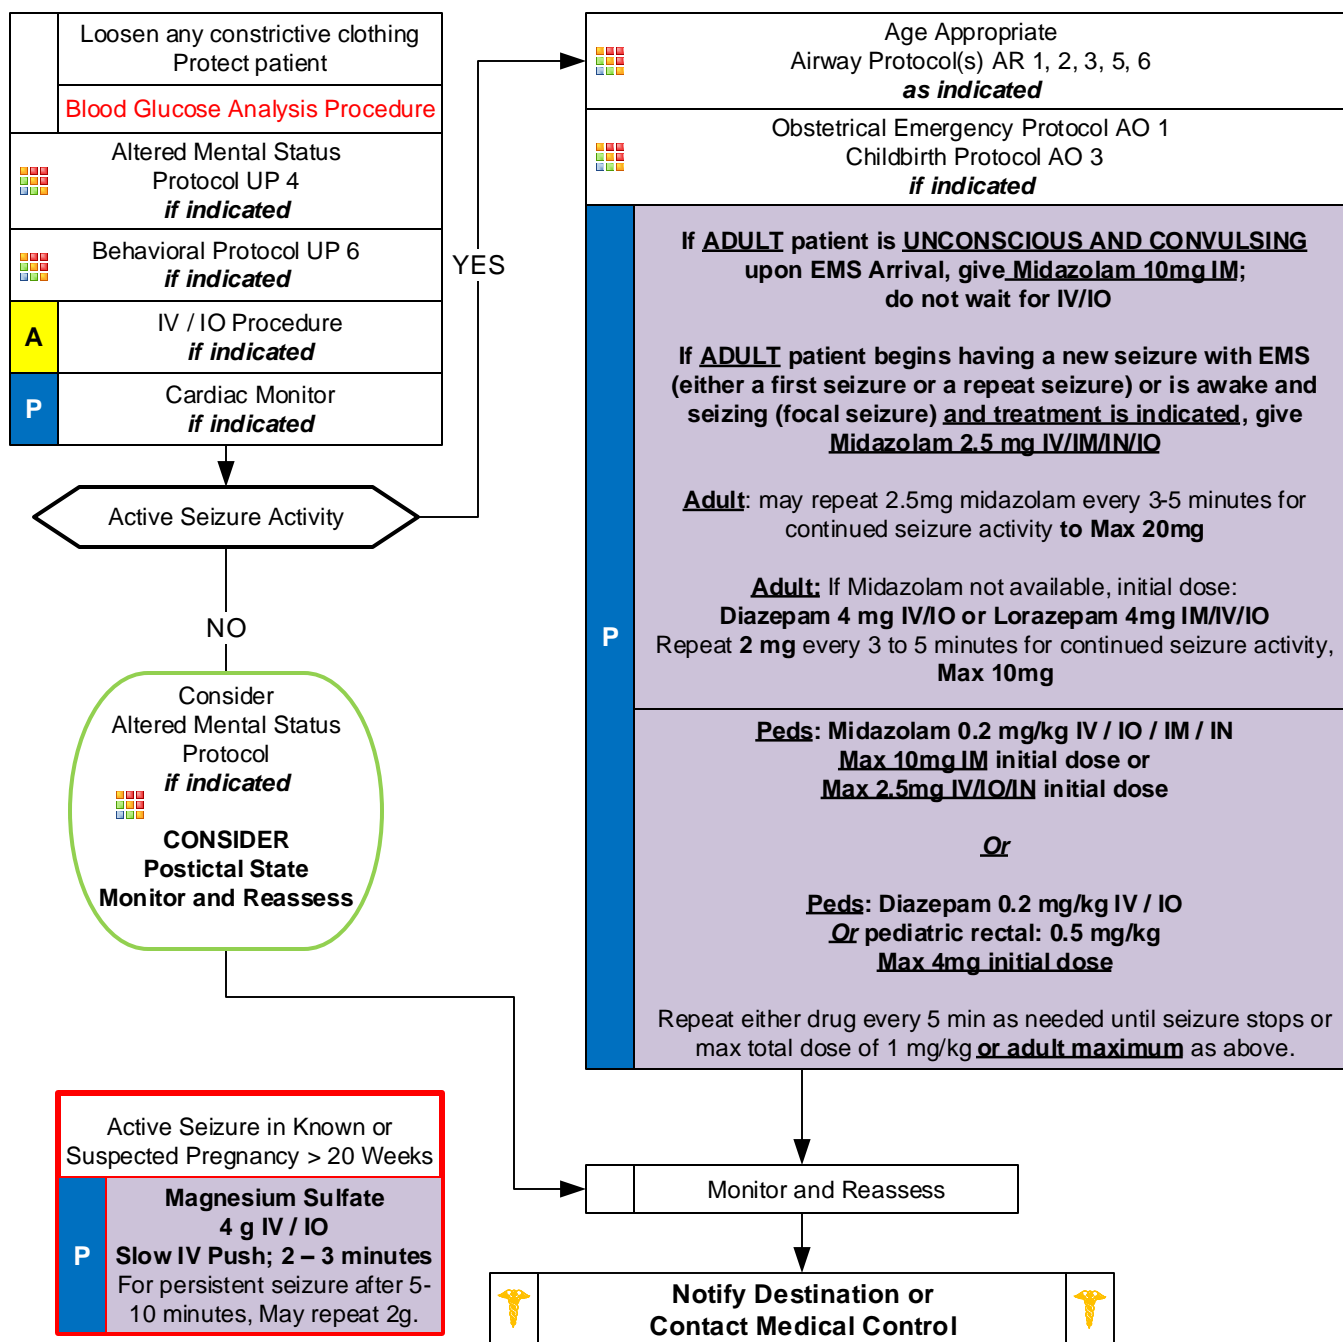 Loosen any constrictive clothing
Protect patient
Blood Glucose Analysis Procedure
Altered Mental Status
Protocol UP 4
if indicated
Behavioral Protocol UP 6
if indicated
A
IV / IO Procedure
if indicated
P
Cardiac Monitor
if indicated
Active Seizure Activity
YES
NO
Consider
Altered Mental Status
Protocol
if indicated
CONSIDER
Postictal State
Monitor and Reassess
Active Seizure in Known or
Suspected Pregnancy > 20 Weeks
P
Magnesium Sulfate
4 g IV / IO
Slow IV Push; 2 – 3 minutes
For persistent seizure after 5-
10 minutes, May repeat 2g.
Age Appropriate
Airway Protocol(s) AR 1, 2, 3, 5, 6
as indicated
Obstetrical Emergency Protocol AO 1
Childbirth Protocol AO 3
if indicated
P
If ADULT patient is UNCONSCIOUS AND CONVULSING
upon EMS Arrival, give Midazolam 10mg IM;
do not wait for IV/IO
If ADULT patient begins having a new seizure with EMS
(either a first seizure or a repeat seizure) or is awake and
seizing (focal seizure) and treatment is indicated, give
Midazolam 2.5 mg IV/IM/IN/IO
Adult: may repeat 2.5mg midazolam every 3-5 minutes for
continued seizure activity to Max 20mg
Adult: If Midazolam not available, initial dose:
Diazepam 4 mg IV/IO or Lorazepam 4mg IM/IV/IO
Repeat 2 mg every 3 to 5 minutes for continued seizure activity,
Max 10mg
Peds: Midazolam 0.2 mg/kg IV / IO / IM / IN
Max 10mg IM initial dose or
Max 2.5mg IV/IO/IN initial dose
Or
Peds: Diazepam 0.2 mg/kg IV / IO
Or pediatric rectal: 0.5 mg/kg
Max 4mg initial dose
Repeat either drug every 5 min as needed until seizure stops or
max total dose of 1 mg/kg or adult maximum as above.
Monitor and Reassess
Notify Destination or
Contact Medical Control